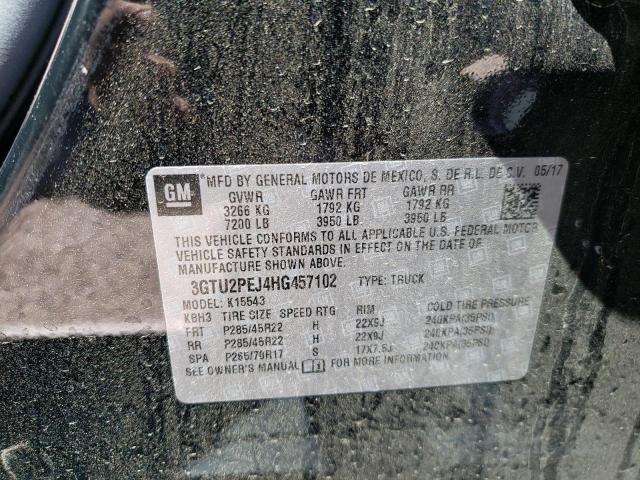 GM *MFD BY GENERAL MOTORS DE MEXICO, S. DE R.L. DE C.V. 05/17
GVWR GAWR FRT GAWR RR
3266 KG 1792 KG 1792 KG
7200 LB 3950 LB 3950 LB
THIS VEHICLE CONFORMS TO ALL APPLICABLE U.S. FEDERAL MOTOR
VEHICLE SAFETY STANDARDS IN EFFECT ON THE DATE OF
MANUFACTURE SHOWN ABOVE.
3GTU2PEJ4HG457102 TYPE: TRUCK
MODEL: K15543
KBH3 TIRE SIZE SPEED RTG RIM COLD TIRE PRESSURE
FRT P285/45R22 H 22X9J 240KPA(35PSI)
RR P285/45R22 H 22X9J 240KPA(35PSI)
SPA P265/70R17 S 17X7.5J 240KPA(35PSI)
SEE OWNER'S MANUAL FOR MORE INFORMATION.